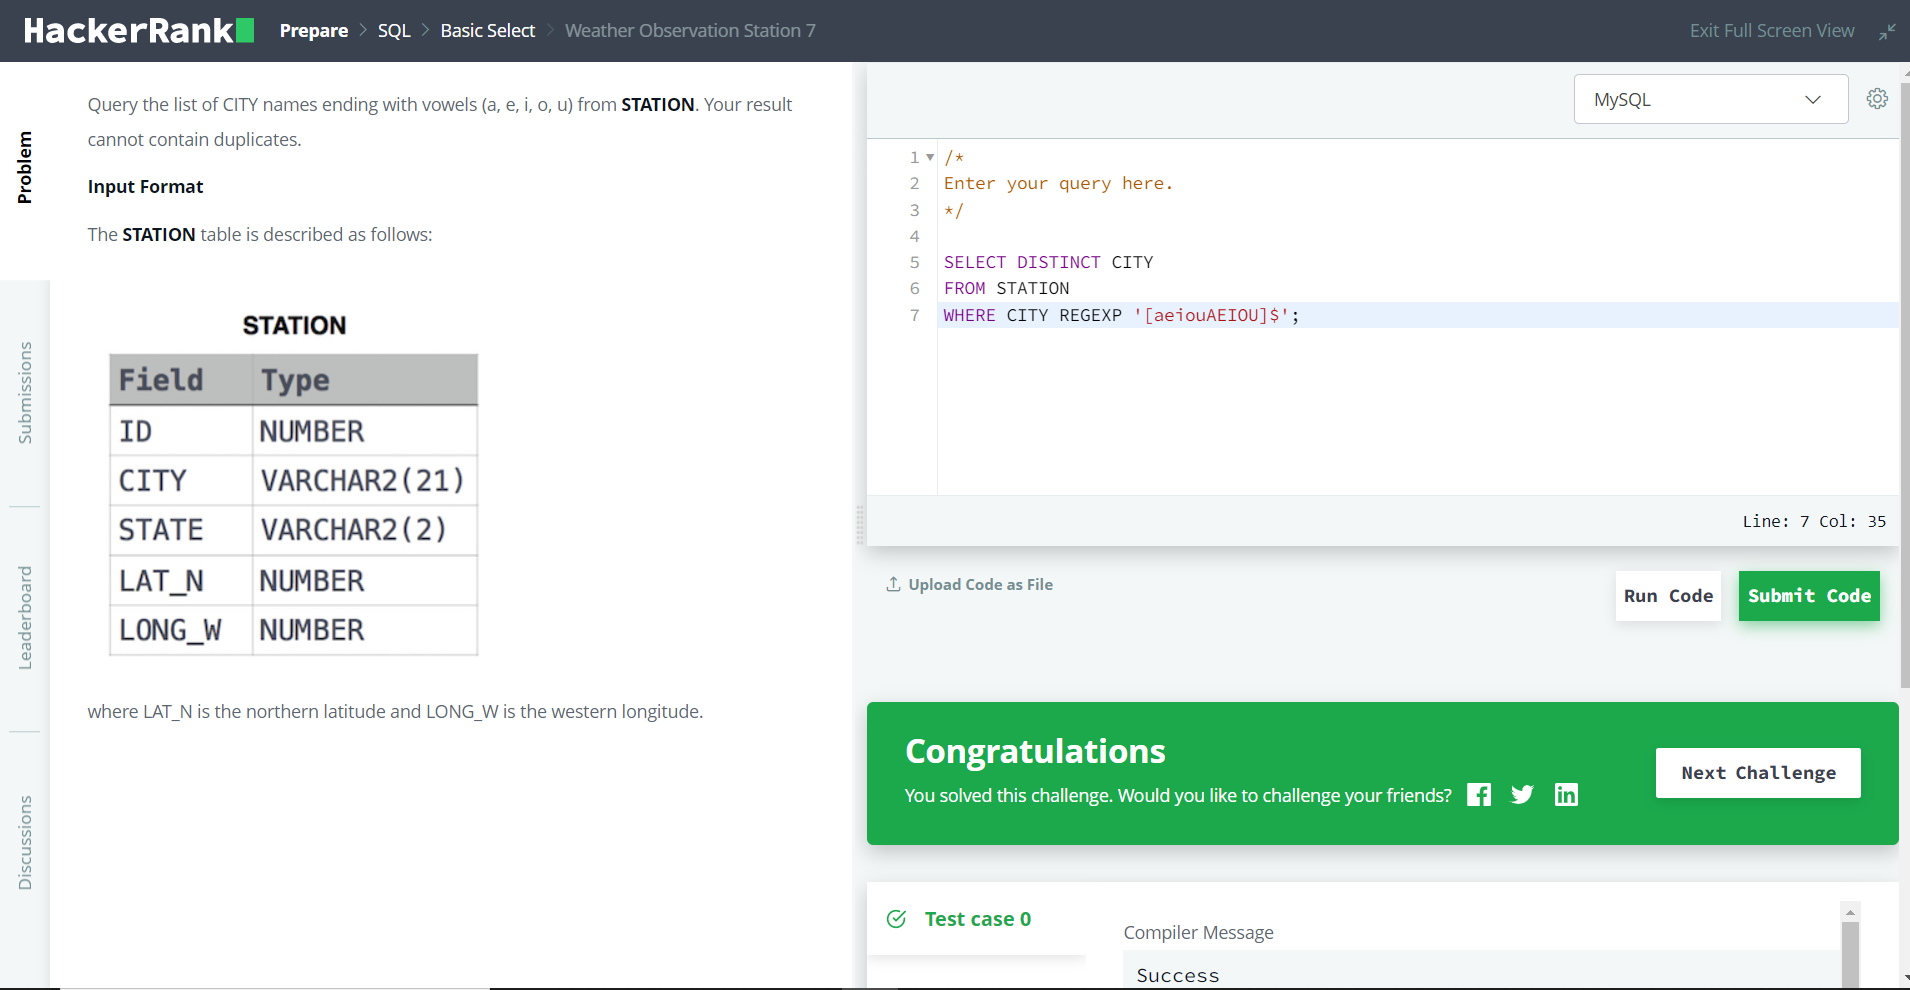 HackerRank
Prepare > SQL > Basic Select > Weather Observation Station 7
Exit Full Screen View
Problem
Submissions
Leaderboard
Discussions
Query the list of CITY names ending with vowels (a, e, i, o, u) from STATION. Your result
cannot contain duplicates.
Input Format
The STATION table is described as follows:
STATION
Field Type
ID NUMBER
CITY VARCHAR2(21)
STATE VARCHAR2(2)
LAT_N NUMBER
LONG_W NUMBER
where LAT_N is the northern latitude and LONG_W is the western longitude.
MySQL
1 /*
2 Enter your query here.
3 */
4
5 SELECT DISTINCT CITY
6 FROM STATION
7 WHERE CITY REGEXP '[aeiouAEIOU]$';
Line: 7 Col: 35
Upload Code as File
Run Code
Submit Code
Congratulations
You solved this challenge. Would you like to challenge your friends?
Next Challenge
Test case 0
Compiler Message
Success